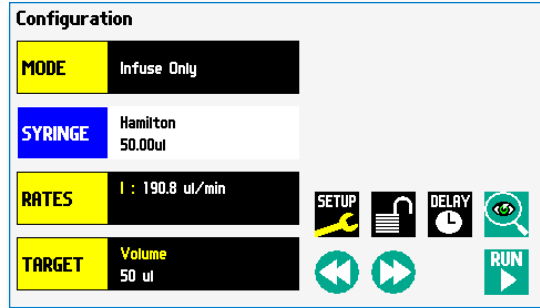 Configuration
MODE
Infuse Only
SYRINGE
Hamilton
50.00ul
RATES
I : 190.8 ul/min
TARGET
Volume
50 ul
SETUP
DELAY
RUN